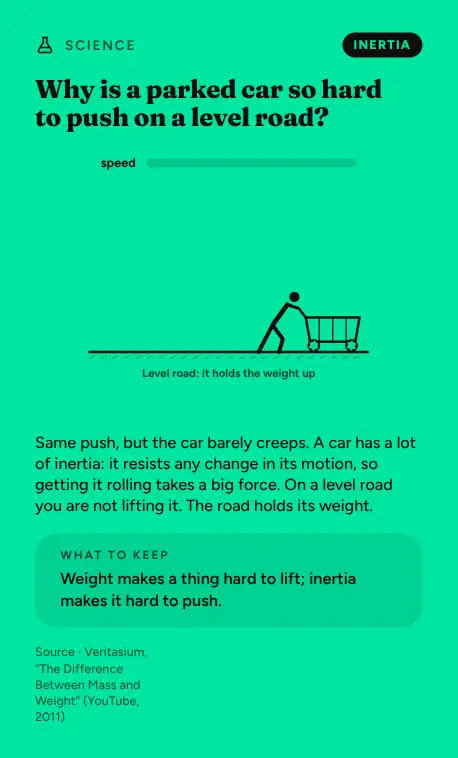 SCIENCE
INERTIA
Why is a parked car so hard
to push on a level road?
speed
Level road: it holds the weight up
Same push, but the car barely creeps. A car has a lot
of inertia: it resists any change in its motion, so
getting it rolling takes a big force. On a level road
you are not lifting it. The road holds its weight.
WHAT TO KEEP
Weight makes a thing hard to lift; inertia
makes it hard to push.
Source · Veritasium,
“The Difference
Between Mass and
Weight” (YouTube,
2011)